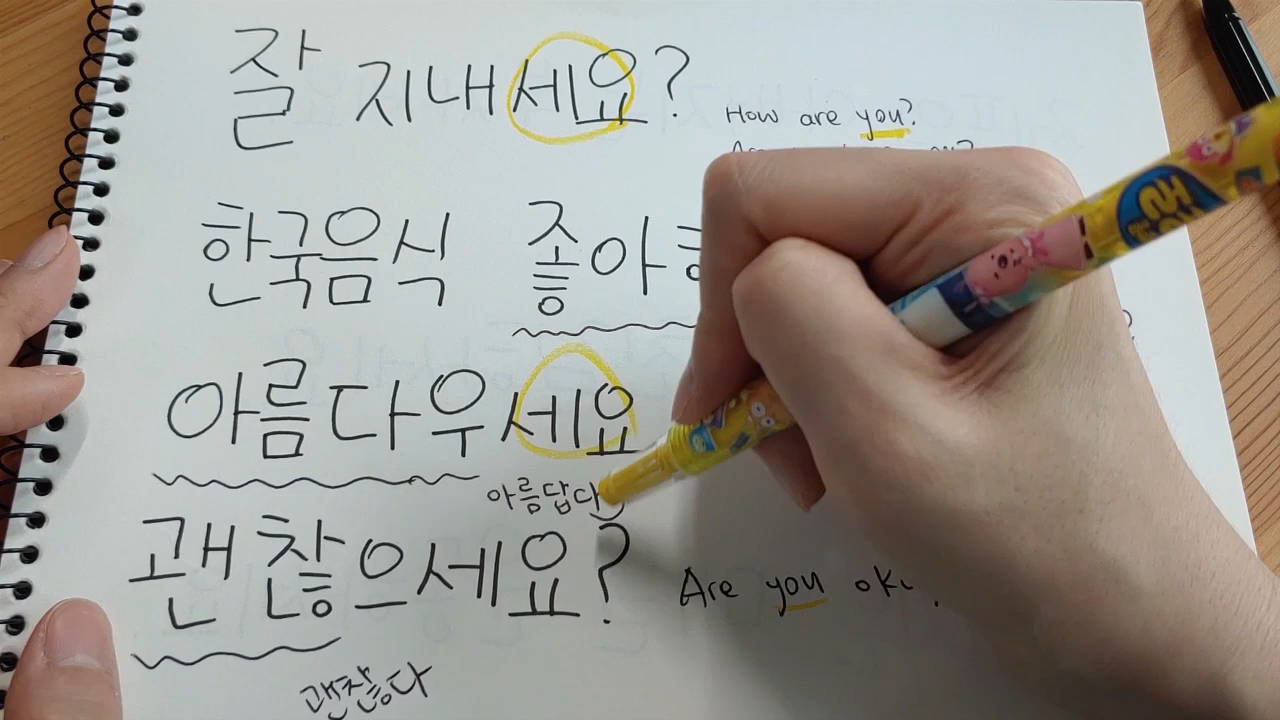 잘 지내세요?
How are you?
한국음식 좋아
아름다우세요
아름답다
괜찮으세요?
Are you
괜찮다